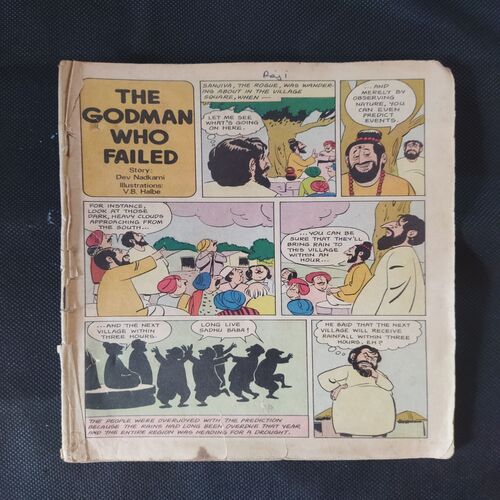 Raji
THE
GODMAN
WHO
FAILED
Story:
Dev Nadkarni
Illustrations:
V.B. Halbe
SANJIVA, THE ROGUE, WAS WANDER-
ING ABOUT IN THE VILLAGE
SQUARE, WHEN —
LET ME SEE
WHAT'S GOING
ON HERE.
...AND
MERELY BY
OBSERVING
NATURE, YOU
CAN EVEN
PREDICT
EVENTS.
FOR INSTANCE,
LOOK AT THOSE
DARK, HEAVY CLOUDS
APPROACHING FROM
THE SOUTH...
...YOU CAN BE
SURE THAT THEY'LL
BRING RAIN TO
THIS VILLAGE
WITHIN AN
HOUR...
...AND THE NEXT
VILLAGE WITHIN
THREE HOURS.
LONG LIVE
SADHU BABA!
THE PEOPLE WERE OVERJOYED WITH THE PREDICTION
BECAUSE THE RAINS HAD LONG BEEN OVERDUE THAT YEAR
AND THE ENTIRE REGION WAS HEADING FOR A DROUGHT.
HE SAID THAT THE NEXT
VILLAGE WILL RECEIVE
RAINFALL WITHIN THREE
HOURS. EH?